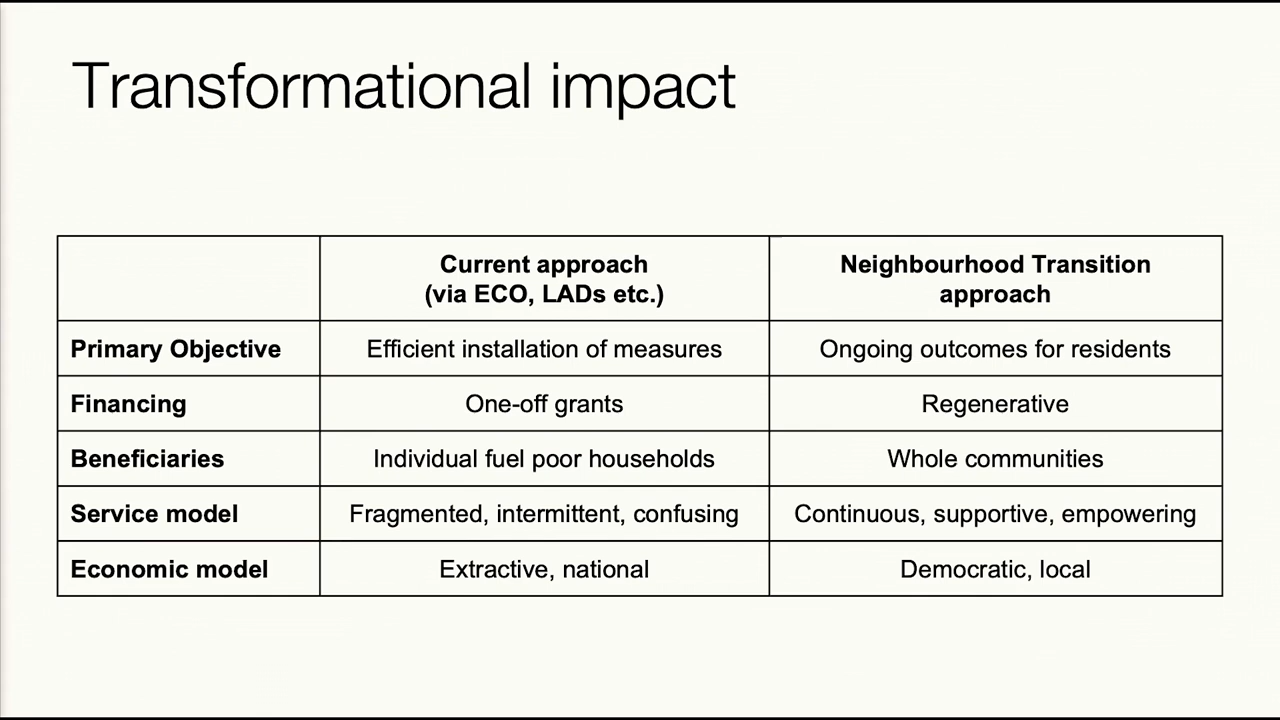 Transformational impact
Current approach
(via ECO, LADs etc.)
Neighbourhood Transition
approach
Primary Objective
Efficient installation of measures
Ongoing outcomes for residents
Financing
One-off grants
Regenerative
Beneficiaries
Individual fuel poor households
Whole communities
Service model
Fragmented, intermittent, confusing
Continuous, supportive, empowering
Economic model
Extractive, national
Democratic, local